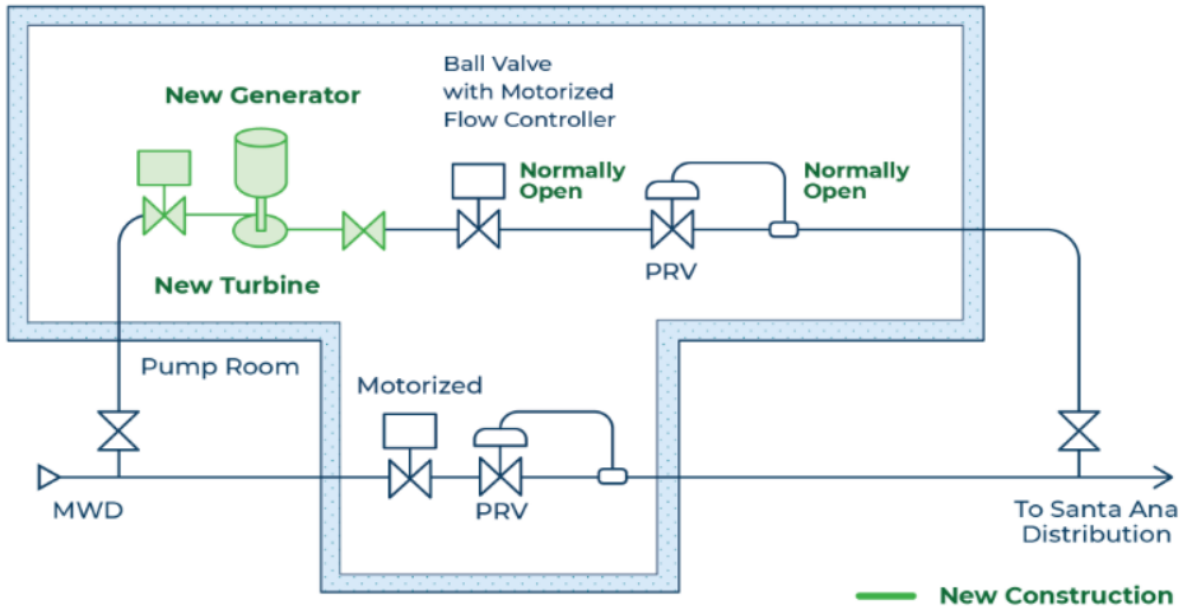 Ball Valve
with Motorized
Flow Controller
New Generator
Normally
Open
Normally
Open
PRV
New Turbine
Pump Room
Motorized
MWD
PRV
To Santa Ana
Distribution
New Construction